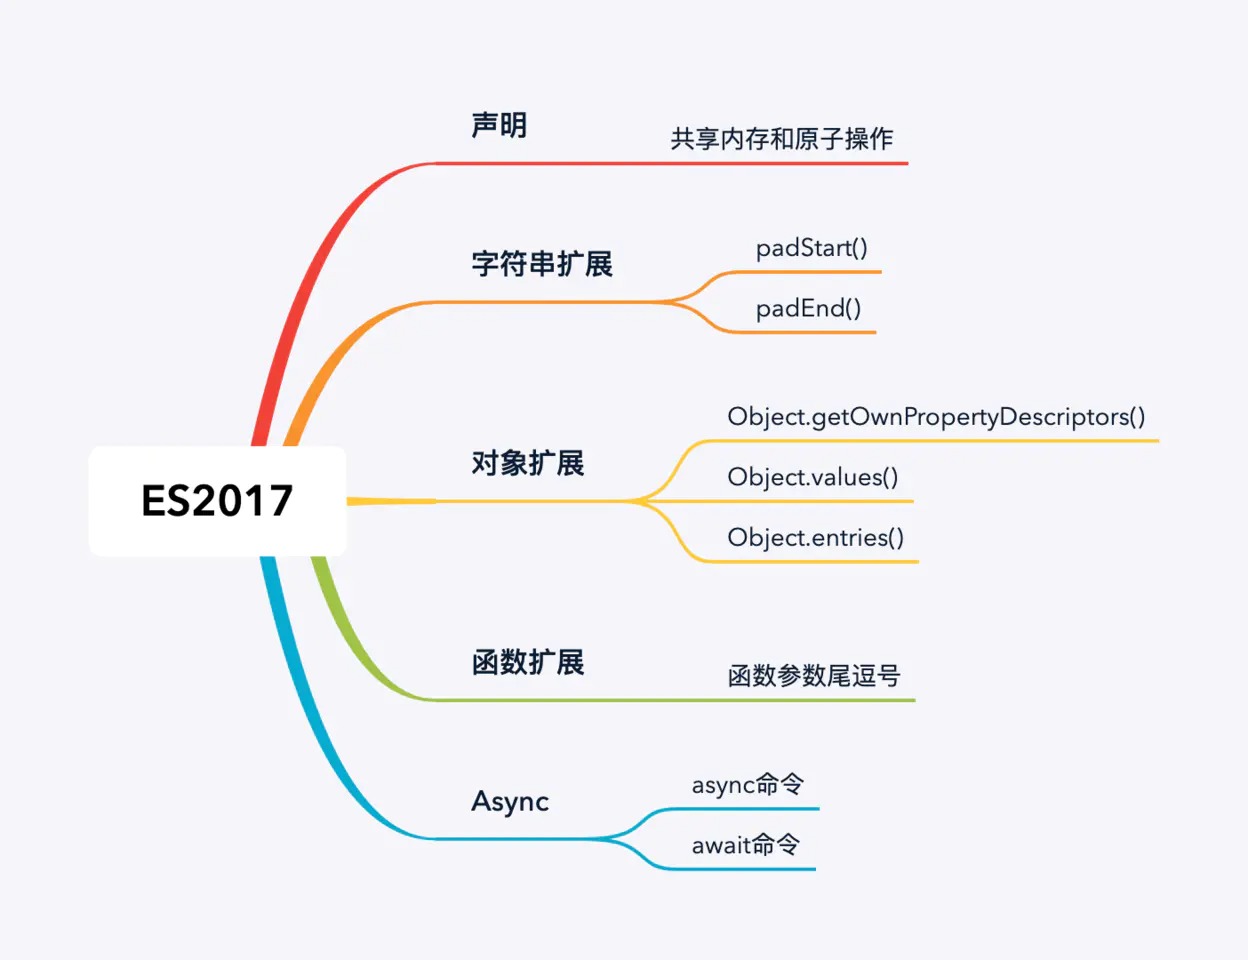 ES2017
声明
共享内存和原子操作
字符串扩展
padStart()
padEnd()
对象扩展
Object.getOwnPropertyDescriptors()
Object.values()
Object.entries()
函数扩展
函数参数尾逗号
Async
async命令
await命令